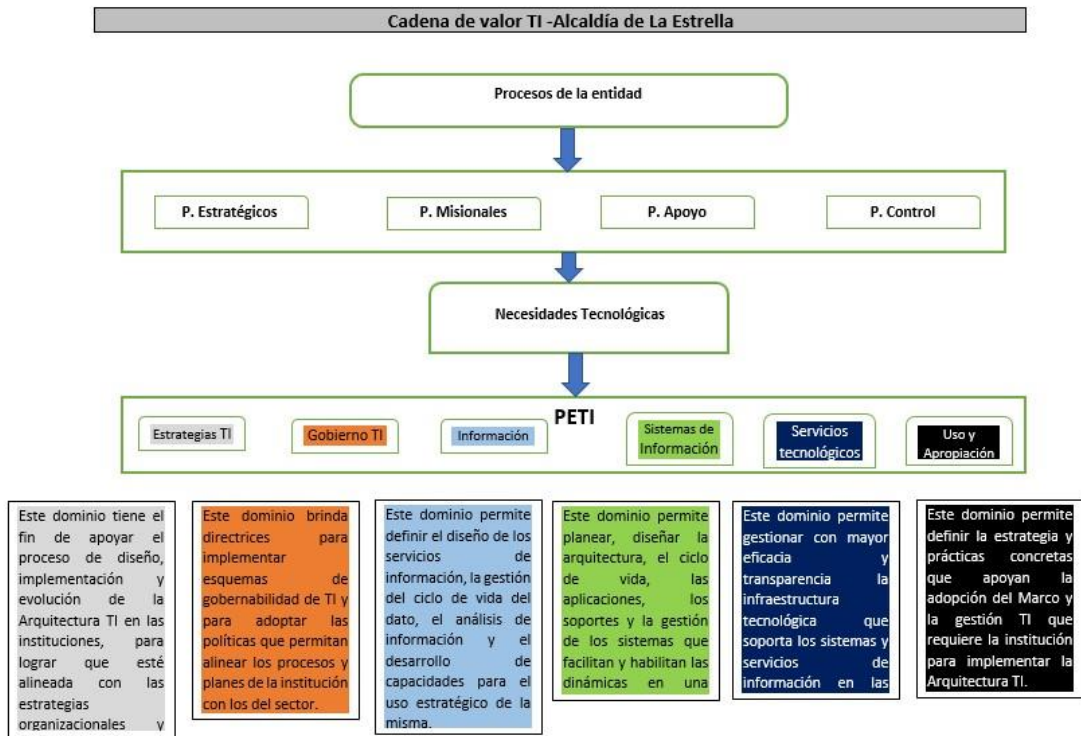 Cadena de valor TI -Alcaldía de La Estrella
Procesos de la entidad
P. Estratégicos
P. Misionales
P. Apoyo
P. Control
Necesidades Tecnológicas
PETI
Estrategias TI
Gobierno TI
Información
Sistemas de
Información
Servicios
tecnológicos
Uso y
Apropiación
Este dominio tiene el
fin de apoyar el
proceso de diseño,
implementación y
evolución de la
Arquitectura TI en las
instituciones, para
lograr que esté
alineada con las
estrategias
organizacionales y
Este dominio brinda
directrices para
implementar
esquemas de
gobernabilidad de TI y
para adoptar las
políticas que permitan
alinear los procesos y
planes de la institución
con los del sector.
Este dominio permite
definir el diseño de los
servicios de
información, la gestión
del ciclo de vida del
dato, el análisis de
información y el
desarrollo de
capacidades para el
uso estratégico de la
misma.
Este dominio permite
planear, diseñar la
arquitectura, el ciclo
de vida, las
aplicaciones, los
soportes y la gestión
de los sistemas que
facilitan y habilitan las
dinámicas en una
Este dominio permite
gestionar con mayor
eficacia y
transparencia la
infraestructura
tecnológica que
soporta los sistemas y
servicios de
información en las
Este dominio permite
definir la estrategia y
prácticas concretas
que apoyan la
adopción del Marco y
la gestión TI que
requiere la institución
para implementar la
Arquitectura TI.